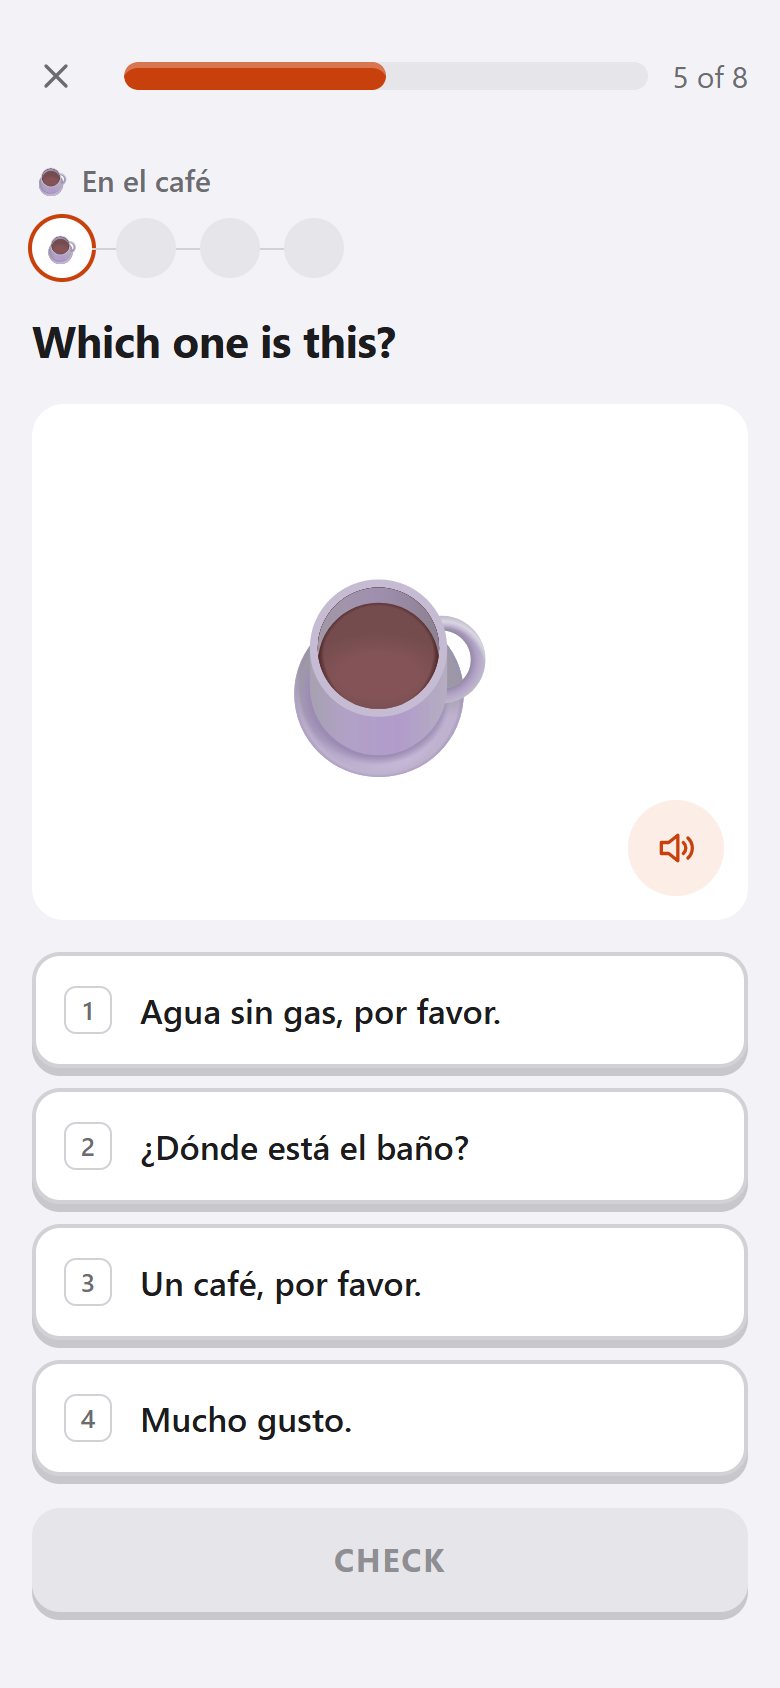 5 of 8
En el café
Which one is this?
1 Agua sin gas, por favor.
2 ¿Dónde está el baño?
3 Un café, por favor.
4 Mucho gusto.
CHECK